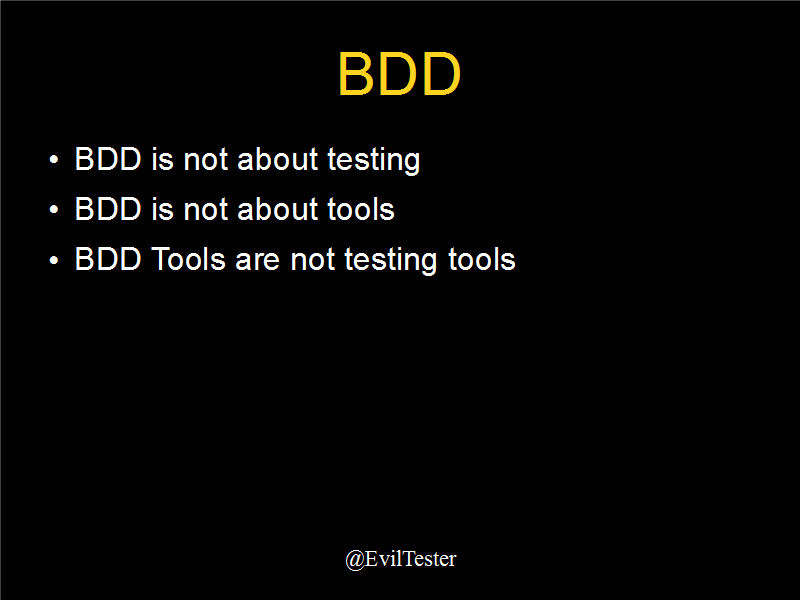 BDD
• BDD is not about testing
• BDD is not about tools
• BDD Tools are not testing tools
@EvilTester